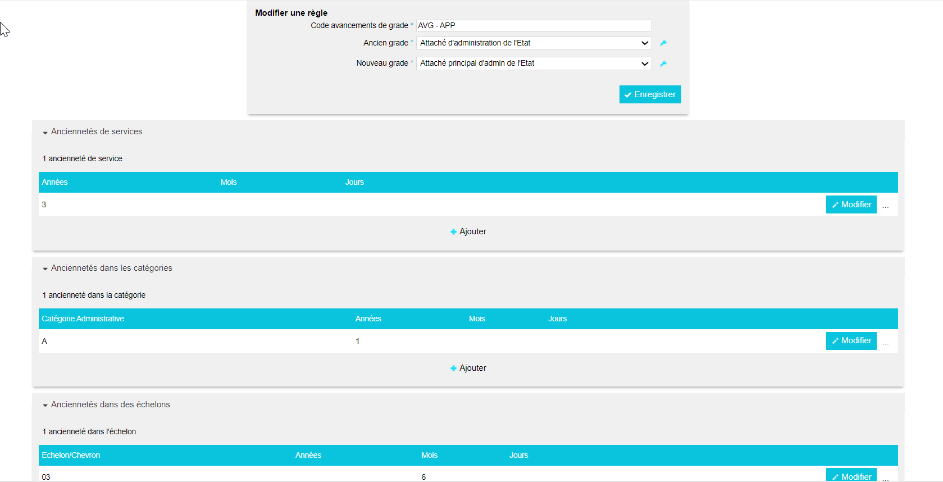 Modifier une règle
Code avancements de grade * AVG - APP
Ancien grade * Attaché d'administration de l'Etat
Nouveau grade * Attaché principal d'admin de l'Etat
Enregistrer
Anciennetés de services
1 ancienneté de service
Années Mois Jours
3 Modifier ...
Ajouter
Anciennetés dans les catégories
1 ancienneté dans la catégorie
Catégorie Administrative Années Mois Jours
A 1 Modifier ...
Ajouter
Anciennetés dans des échelons
1 ancienneté dans l'échelon
Echelon/Chevron Années Mois Jours
03 6 Modifier ...